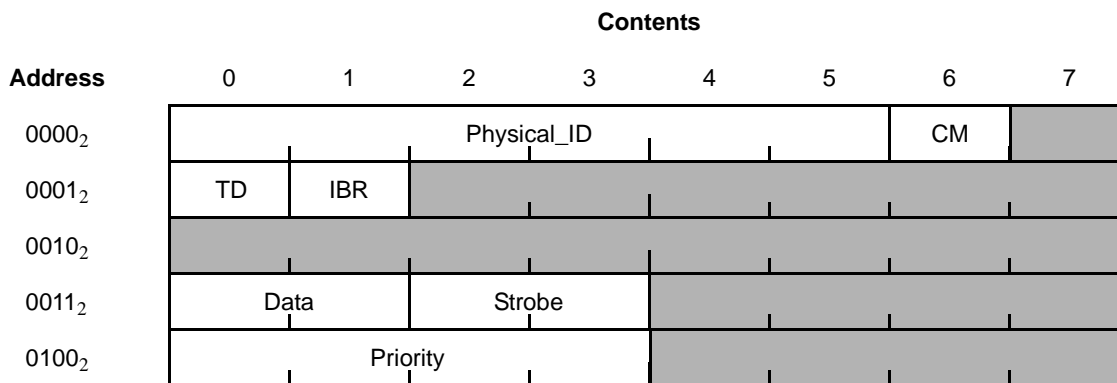 Contents
Address 0 1 2 3 4 5 6 7
0000₂ Physical_ID CM
0001₂ TD IBR
0010₂
0011₂ Data Strobe
0100₂ Priority